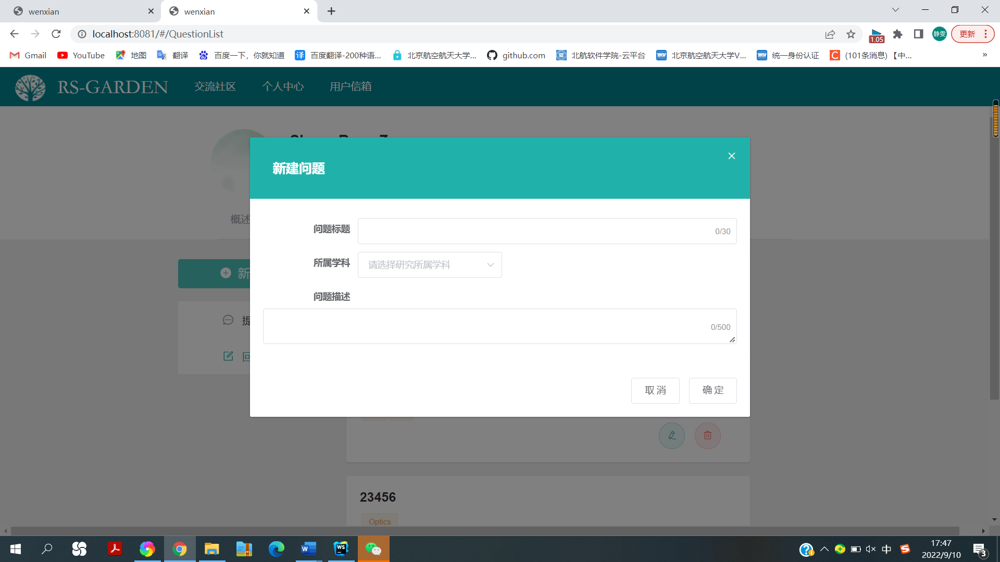 wenxian
wenxian
localhost:8081/#/QuestionList
1.05
静雯
更新
Gmail
YouTube
地图
翻译
百度一下，你就知道
译
百度翻译-200种语...
北京航空航天大学...
github.com
北航软件学院-云平台
北京航空航天大学V...
统一身份认证
C
(101条消息) 【中...
»
RS-GARDEN
交流社区
个人中心
用户信箱
新建问题
概述
问题标题
0/30
所属学科
请选择研究所属学科
新
问题描述
提
0/500
回
取消
确定
23456
Optics
W
WS
中
17:47
2022/9/10
3